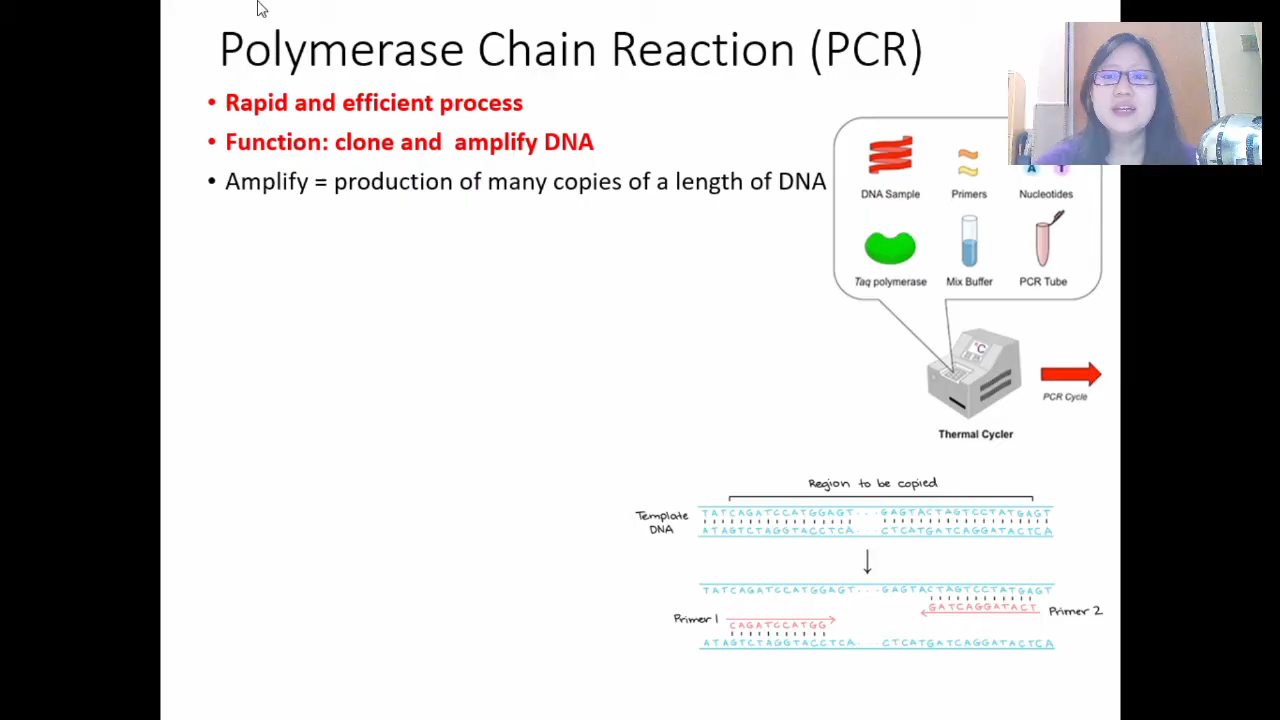 Polymerase Chain Reaction (PCR)
• Rapid and efficient process
• Function: clone and  amplify DNA
• Amplify = production of many copies of a length of DNA
A T
DNA Sample Primers Nucleotides
Taq polymerase Mix Buffer PCR Tube
°C
PCR Cycle
Thermal Cycler
Region to be copied
Template DNA
TATCAGATCCATGGAGT...GAGTACTAGTCCTATGAGT
ATAGTCTAGGTACCTCA...CTCATGATCAGGATACTCA
TATCAGATCCATGGAGT...GAGTACTAGTCCTATGAGT
GATCAGGATACT Primer 2
Primer 1
CAGATCCATGG
ATAGTCTAGGTACCTCA...CTCATGATCAGGATACTCA